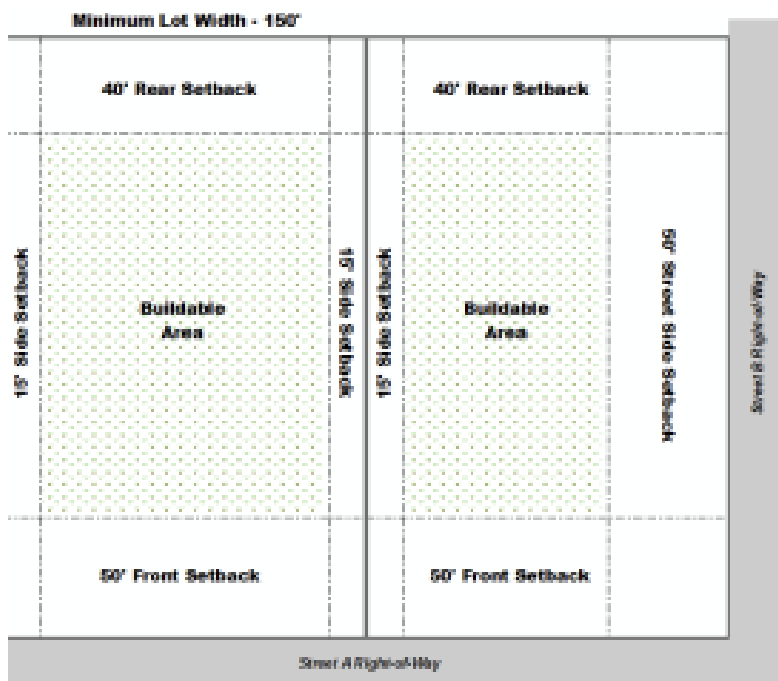 Minimum Lot Width - 150'
40' Rear Setback
40' Rear Setback
15' Side Setback
Buildable
Area
15' Side Setback
15' Side Setback
Buildable
Area
50' Street Side Setback
Street B Right-of-Way
50' Front Setback
50' Front Setback
Street A Right-of-Way